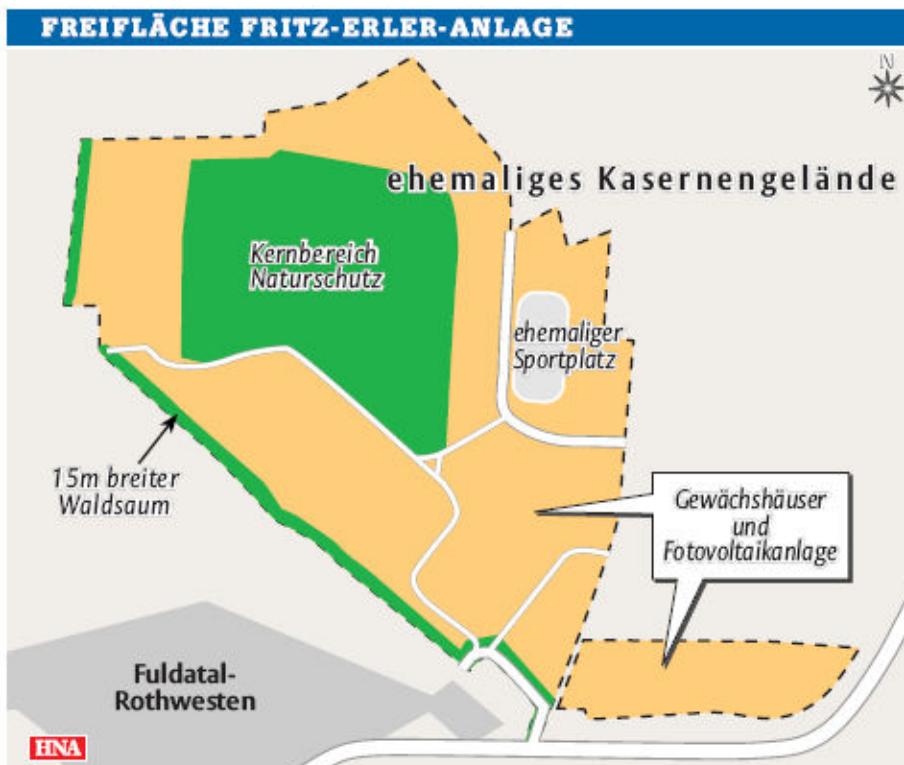 FREIFLÄCHE FRITZ-ERLER-ANLAGE
N
ehemaliges Kasernengelände
Kernbereich
Naturschutz
ehemaliger
Sportplatz
15m breiter
Waldsaum
Gewächshäuser
und
Fotovoltaikanlage
Fuldatal-
Rothwesten
HNA